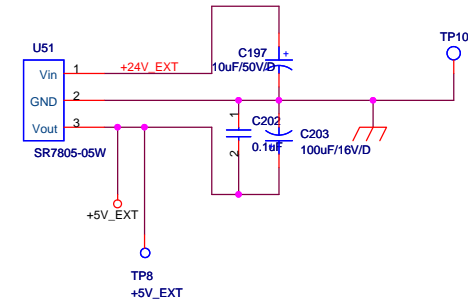 U51
Vin 1 +24V_EXT
GND 2
Vout 3
SR7805-05W
C197 +
10uF/50V/D
TP10
1
C202
0.1uF
2
C203
+
100uF/16V/D
+5V_EXT
TP8
+5V_EXT